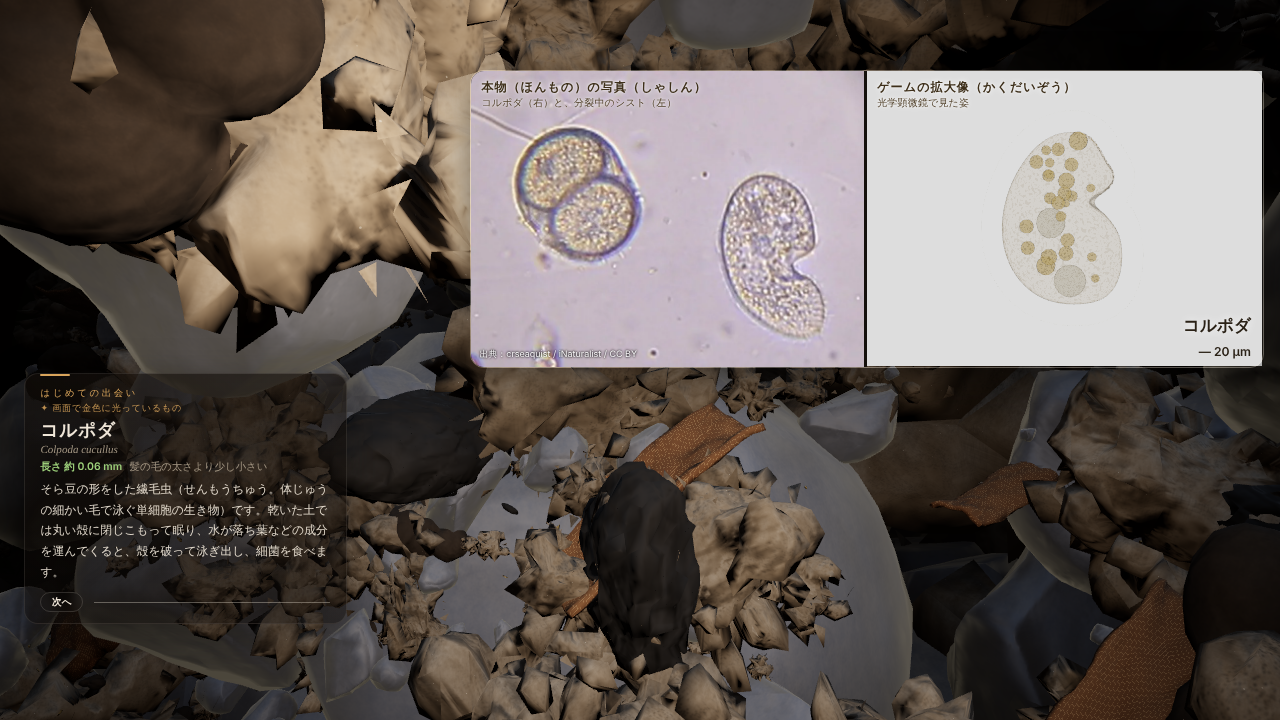 本物（ほんもの）の写真（しゃしん）
コルポダ（右）と、分裂中のシスト（左）
出典：crseaquist / iNaturalist / CC BY
ゲームの拡大像（かくだいぞう）
光学顕微鏡で見た姿
コルポダ
— 20 µm
はじめての出会い
✦ 画面で金色に光っているもの
コルポダ
Colpoda cucullus
長さ 約 0.06 mm 髪の毛の太さより少し小さい
そら豆の形をした繊毛虫（せんもうちゅう。体じゅう
の細かい毛で泳ぐ単細胞の生き物）です。乾いた土で
は丸い殻に閉じこもって眠り、水が落ち葉などの成分
を運んでくると、殻を破って泳ぎ出し、細菌を食べま
す。
次へ